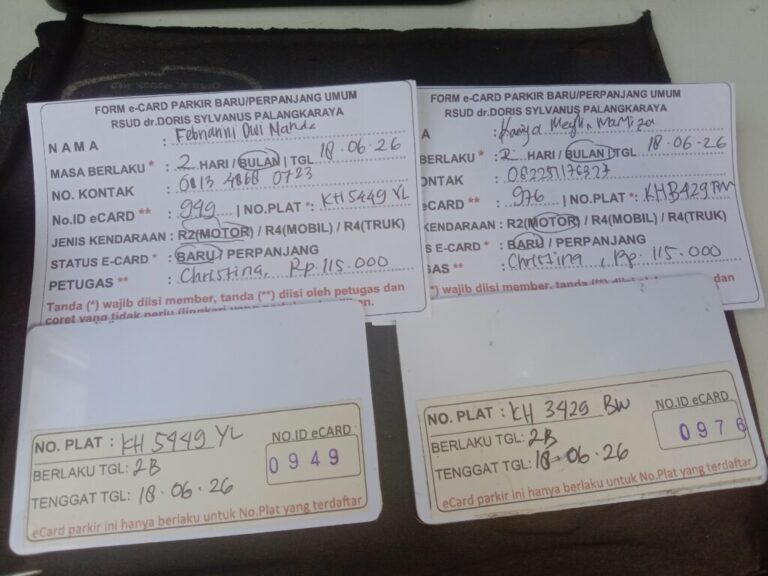 FORM e-CARD PARKIR BARU/PERPANJANG UMUM
RSUD dr.DORIS SYLVANUS PALANGKARAYA
NAMA : Febrianni Dwi Nanda
MASA BERLAKU * : 2 HARI / BULAN | TGL 18.06.26
NO. KONTAK : 0813 4868 0723
No.ID eCARD ** : 949 | NO.PLAT *: KH 5449 YL
JENIS KENDARAAN : R2(MOTOR) / R4(MOBIL) / R4(TRUK)
STATUS E-CARD * : BARU / PERPANJANG
PETUGAS ** : Christina, Rp. 115.000
Tanda (*) wajib diisi member, tanda (**) diisi oleh petugas dan
coret yang tidak perlu
FORM e-CARD PARKIR BARU/PERPANJANG UMUM
RSUD dr.DORIS SYLVANUS PALANGKARAYA
A :
BERLAKU * : 2 HARI / BULAN | TGL 18.06.26
ONTAK : 082251176327
eCARD ** : 976 | NO.PLAT *: KH 3429 BW
KENDARAAN : R2(MOTOR) / R4(MOBIL) / R4(TRUK)
S E-CARD * : BARU / PERPANJANG
GAS ** : Christina, Rp. 115.000
*) wajib diisi member, tanda (**)
NO. PLAT : KH 5449 YL
BERLAKU TGL: 2B
TENGGAT TGL: 18.06.26
NO.ID eCARD
0949
eCard parkir ini hanya berlaku untuk No.Plat yang terdaftar
NO. PLAT : KH 3429 BW
BERLAKU TGL: 2B
TENGGAT TGL: 18.06.26
NO.ID eCARD
0976
eCard parkir ini hanya berlaku untuk No.Plat yang terdaftar